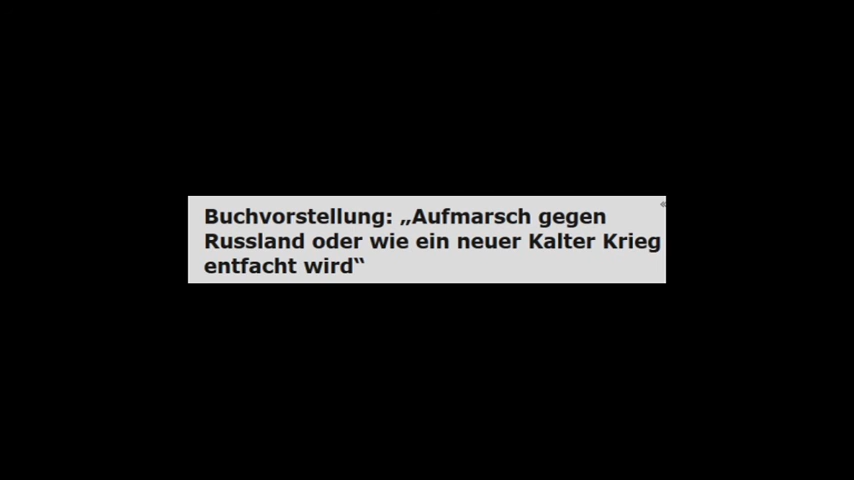 Buchvorstellung: „Aufmarsch gegen
Russland oder wie ein neuer Kalter Krieg
entfacht wird“